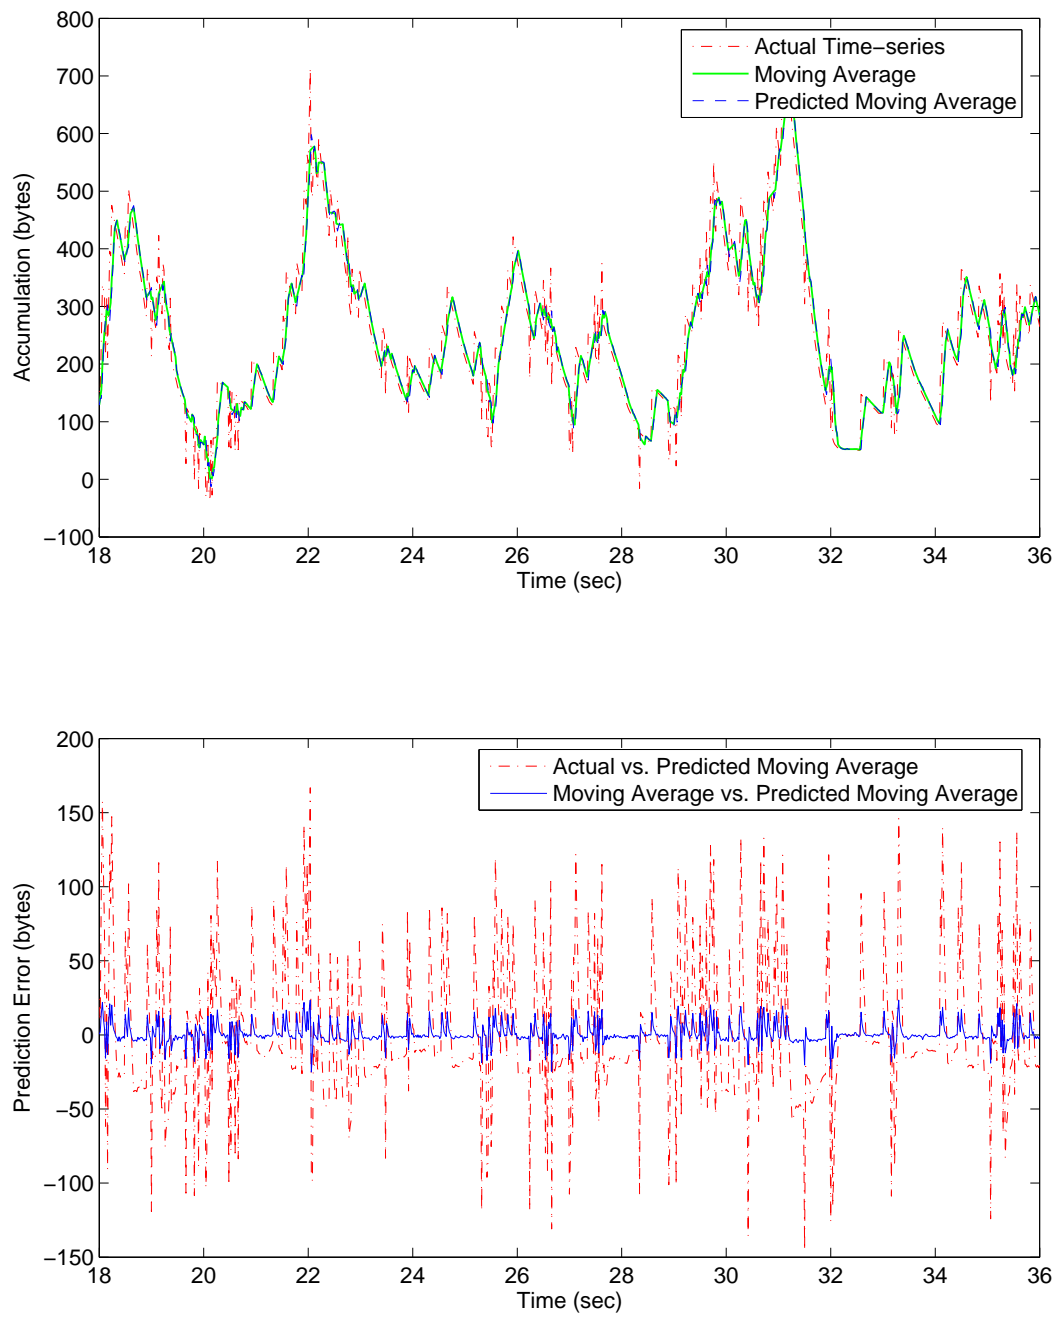 800
700
600
500
400
300
200
100
0
−100
Accumulation (bytes)
Actual Time−series
Moving Average
Predicted Moving Average
18 20 22 24 26 28 30 32 34 36
Time (sec)
200
150
100
50
0
−50
−100
−150
Prediction Error (bytes)
Actual vs. Predicted Moving Average
Moving Average vs. Predicted Moving Average
18 20 22 24 26 28 30 32 34 36
Time (sec)